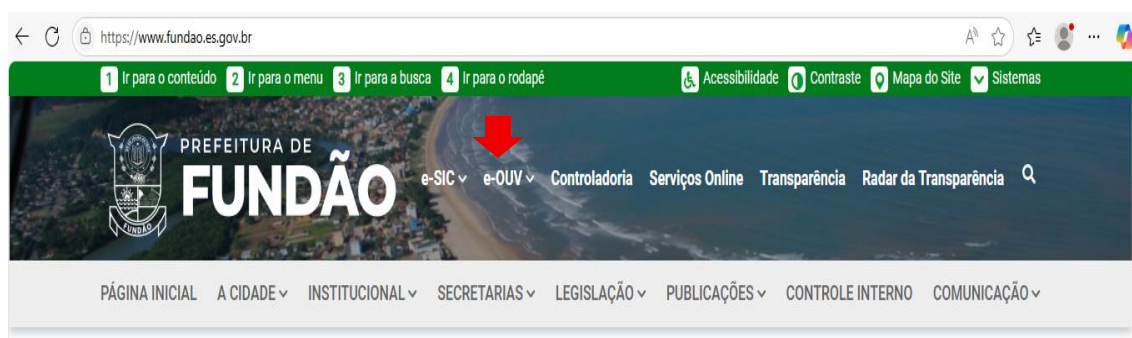 https://www.fundao.es.gov.br
1 Ir para o conteúdo 2 Ir para o menu 3 Ir para a busca 4 Ir para o rodapé Acessibilidade Contraste Mapa do Site Sistemas
PREFEITURA DE
FUNDÃO
e-SIC e-OUV Controladoria Serviços Online Transparência Radar da Transparência
FUNDÃO
PÁGINA INICIAL A CIDADE INSTITUCIONAL SECRETARIAS LEGISLAÇÃO PUBLICAÇÕES CONTROLE INTERNO COMUNICAÇÃO